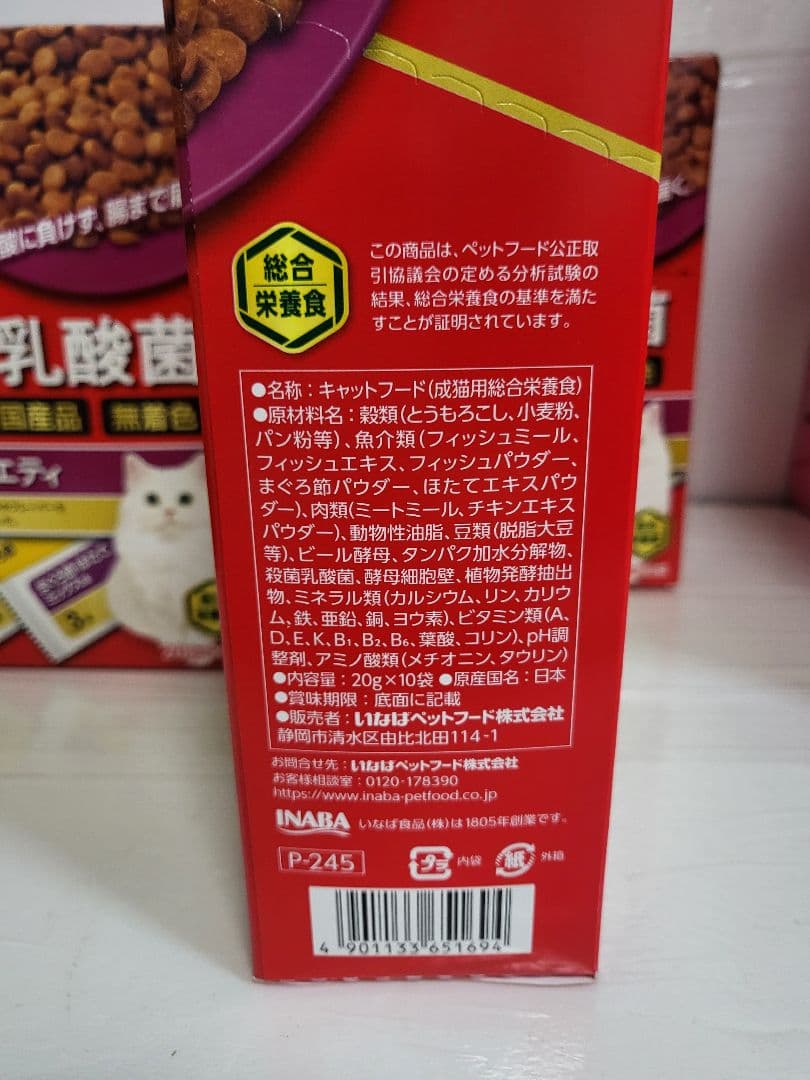 酸に負けず、腸まで
乳酸菌
国産品 無着色
エティ
総合
栄養食
この商品は、ペットフード公正取
引協議会の定める分析試験の
結果、総合栄養食の基準を満た
すことが証明されています。
●名称：キャットフード(成猫用総合栄養食)
●原材料名：穀類(とうもろこし、小麦粉、
パン粉等)、魚介類(フィッシュミール、
フィッシュエキス、フィッシュパウダー、
まぐろ節パウダー、ほたてエキスパウ
ダー)、肉類(ミートミール、チキンエキス
パウダー)、動物性油脂、豆類(脱脂大豆
等)、ビール酵母、タンパク加水分解物、
殺菌乳酸菌、酵母細胞壁、植物発酵抽出
物、ミネラル類(カルシウム、リン、カリウ
ム、鉄、亜鉛、銅、ヨウ素)、ビタミン類(A、
D、E、K、B₁、B₂、B₆、葉酸、コリン)、pH調
整剤、アミノ酸類(メチオニン、タウリン)
●内容量：20g×10袋 ●原産国名：日本
●賞味期限：底面に記載
●販売者：いなばペットフード株式会社
静岡市清水区由比北田114-1
お問合せ先：いなばペットフード株式会社
お客様相談室：0120-178390
https://www.inaba-petfood.co.jp
INABA いなば食品(株)は1805年創業です。
P-245 プラ 内袋 紙 外箱
4 901133 651694
菌